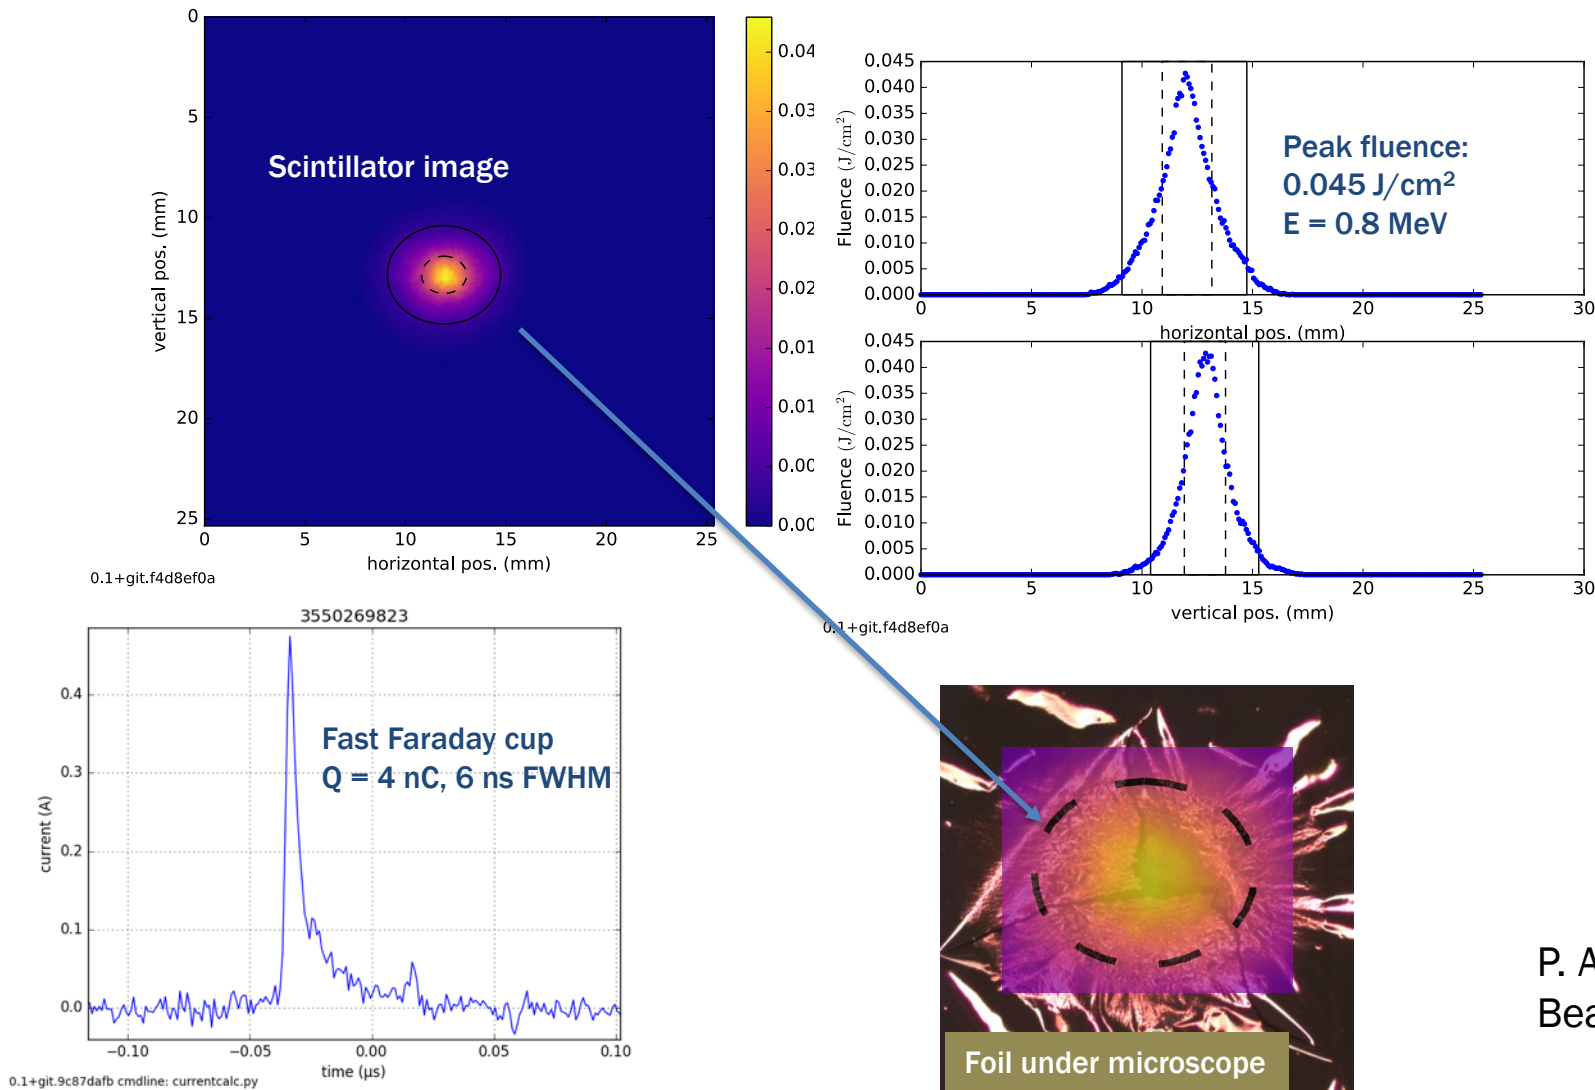 0
5
10
15
20
25
vertical pos. (mm)
Scintillator image
0 5 10 15 20 25
horizontal pos. (mm)
0.1+git.f4d8ef0a
0.04
0.03
0.03
0.02
0.02
0.01
0.01
0.00
0.00
0.045
0.040
0.035
0.030
0.025
0.020
0.015
0.010
0.005
0.000
Fluence (J/cm²)
Peak fluence:
0.045 J/cm²
E = 0.8 MeV
0 5 10 15 20 25 30
horizontal pos. (mm)
0.045
0.040
0.035
0.030
0.025
0.020
0.015
0.010
0.005
0.000
Fluence (J/cm²)
0 5 10 15 20 25 30
vertical pos. (mm)
0.1+git.f4d8ef0a
3550269823
0.4
0.3
0.2
0.1
0.0
current (A)
Fast Faraday cup
Q = 4 nC, 6 ns FWHM
−0.10 −0.05 0.00 0.05 0.10
time (µs)
0.1+git.9c87dafb cmdline: currentcalc.py
Foil under microscope
P. A
Bea